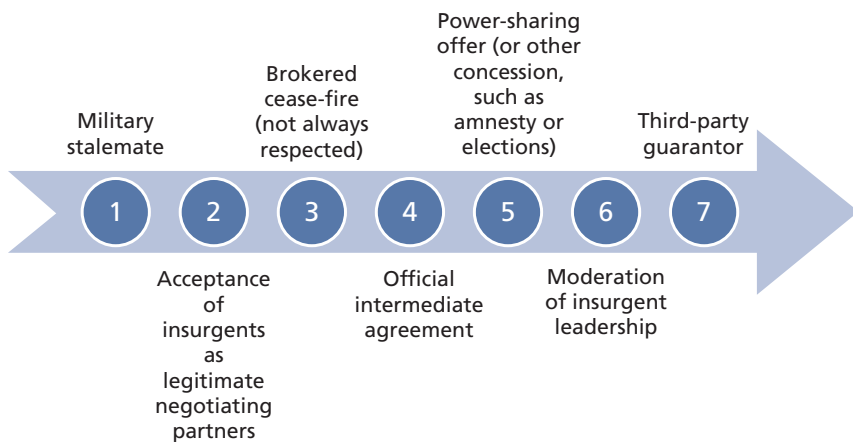 Military
stalemate
1
Acceptance
of
insurgents
as
legitimate
negotiating
partners
2
Brokered
cease-fire
(not always
respected)
3
Official
intermediate
agreement
4
Power-sharing
offer (or other
concession,
such as
amnesty or
elections)
5
Moderation
of insurgent
leadership
6
Third-party
guarantor
7